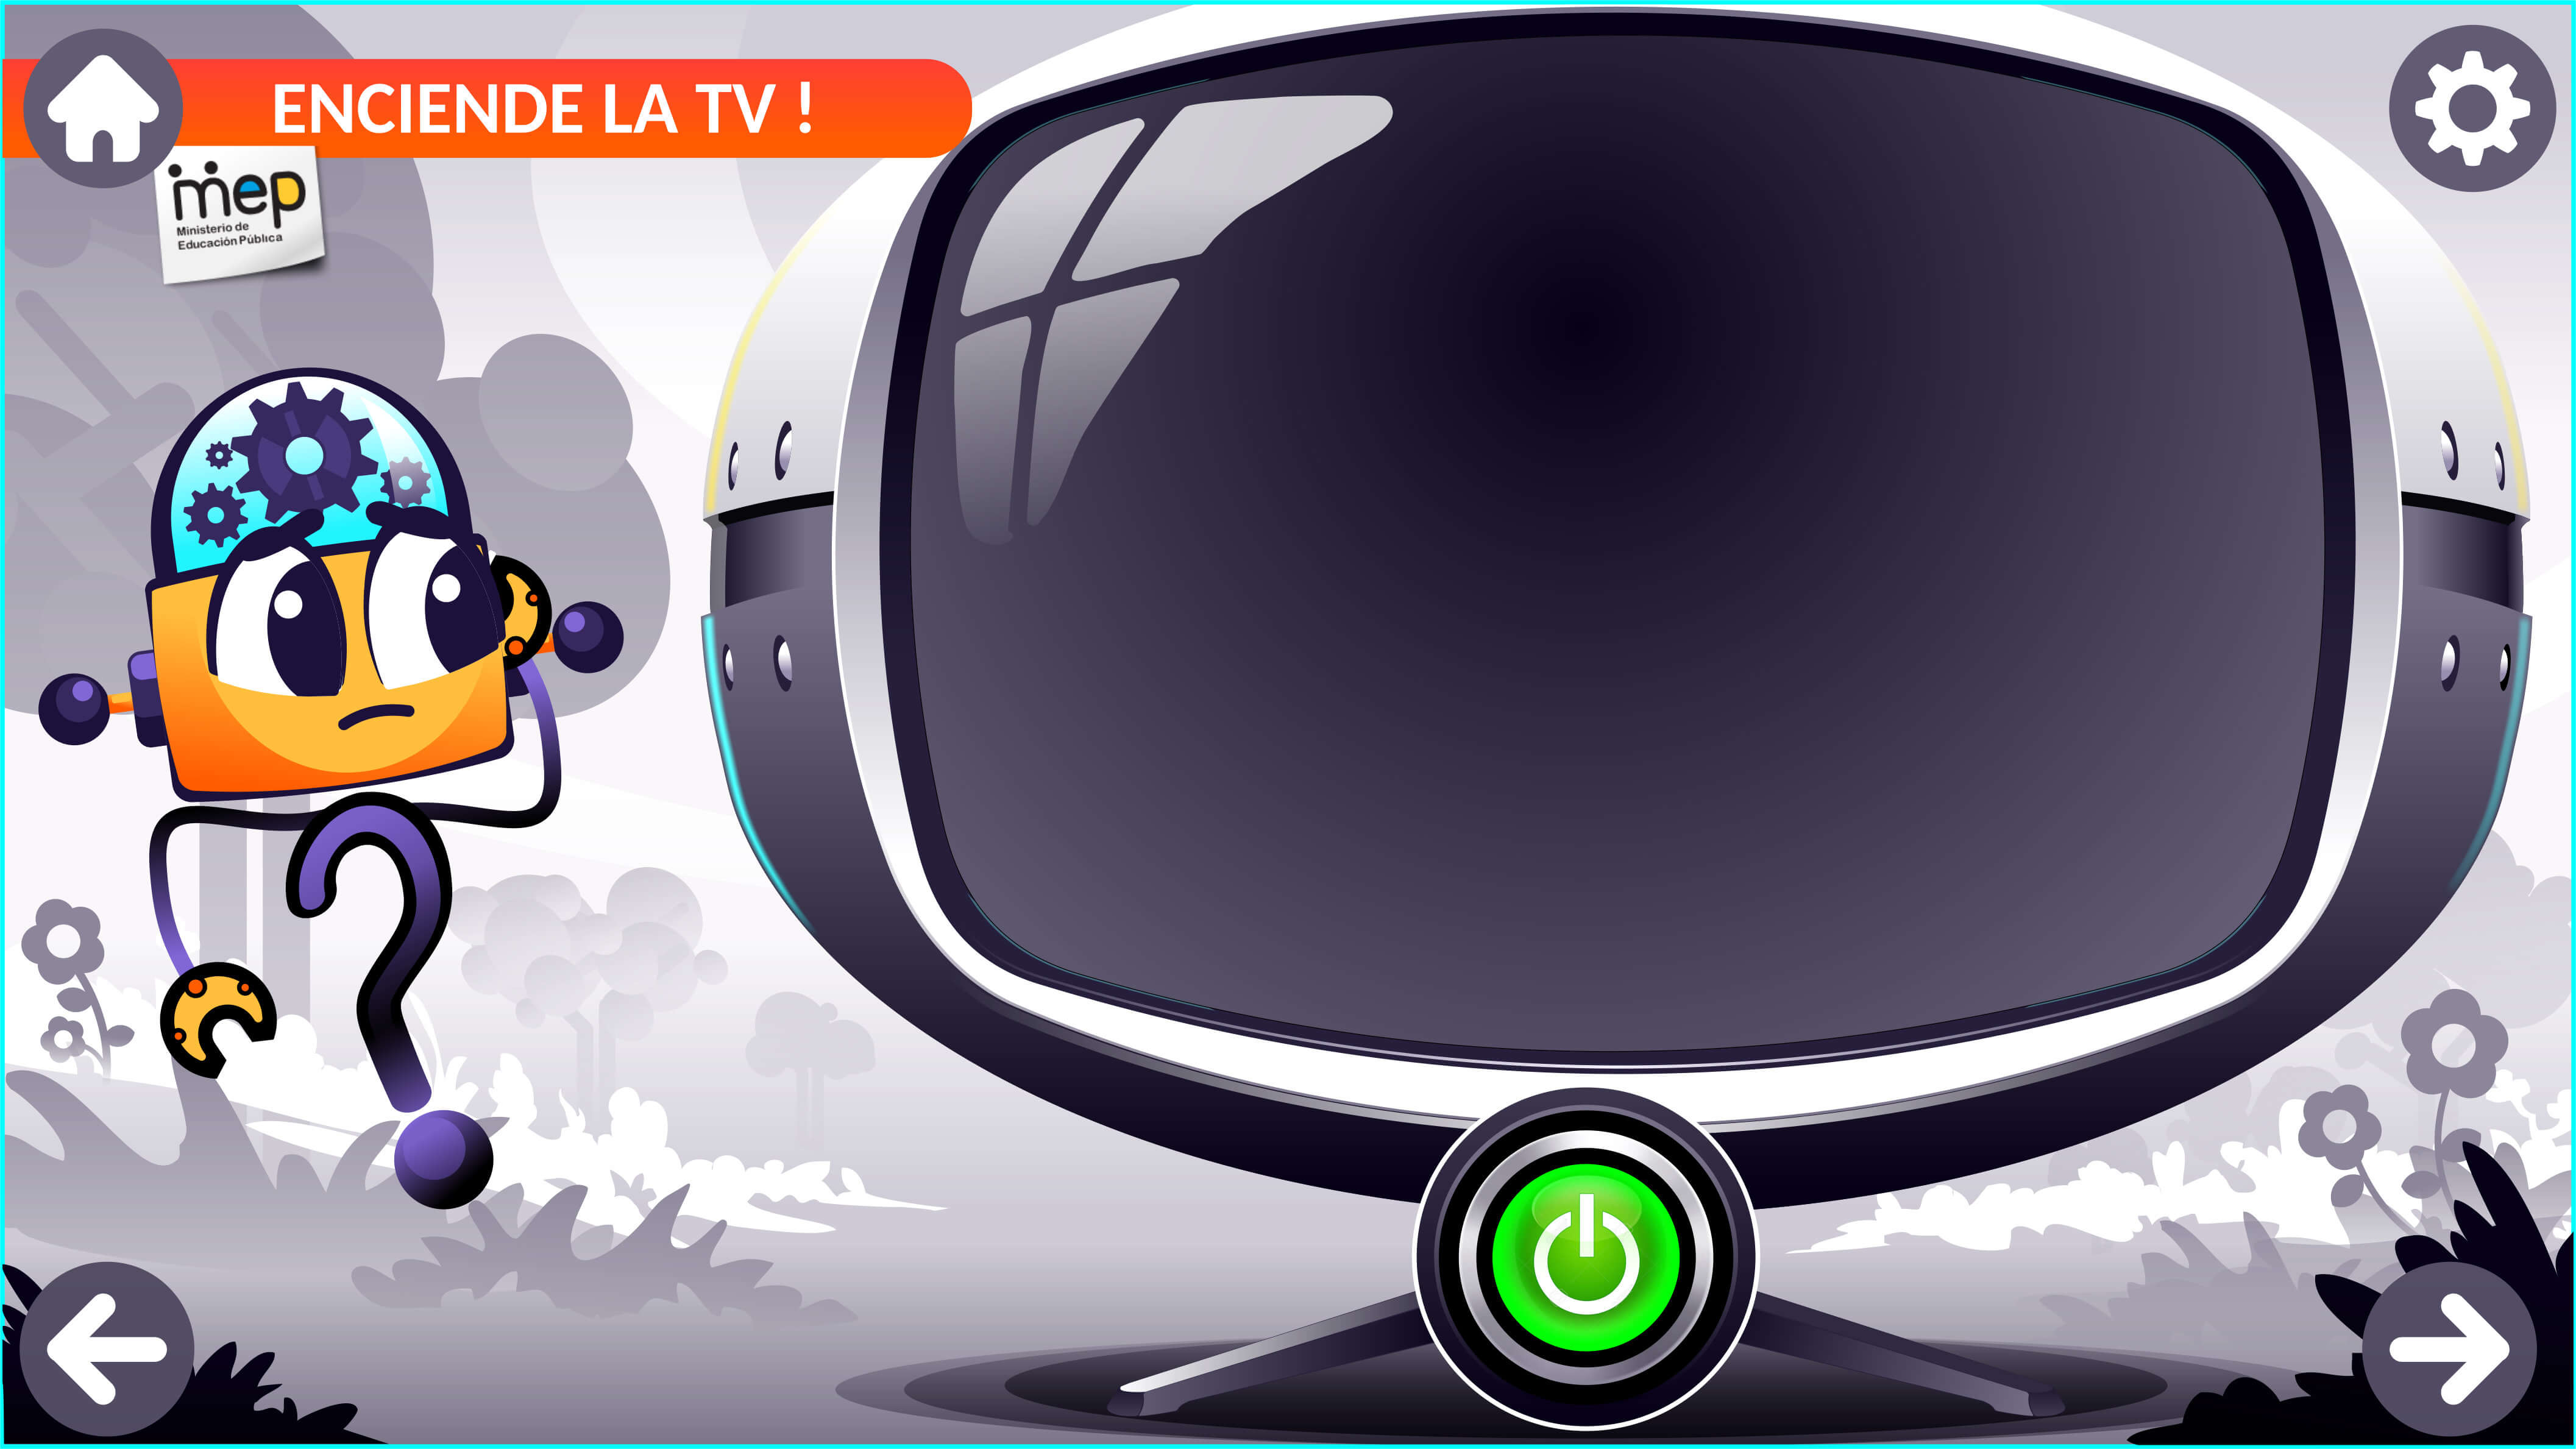 ENCIENDE LA TV !
mep
Ministerio de
Educación Pública